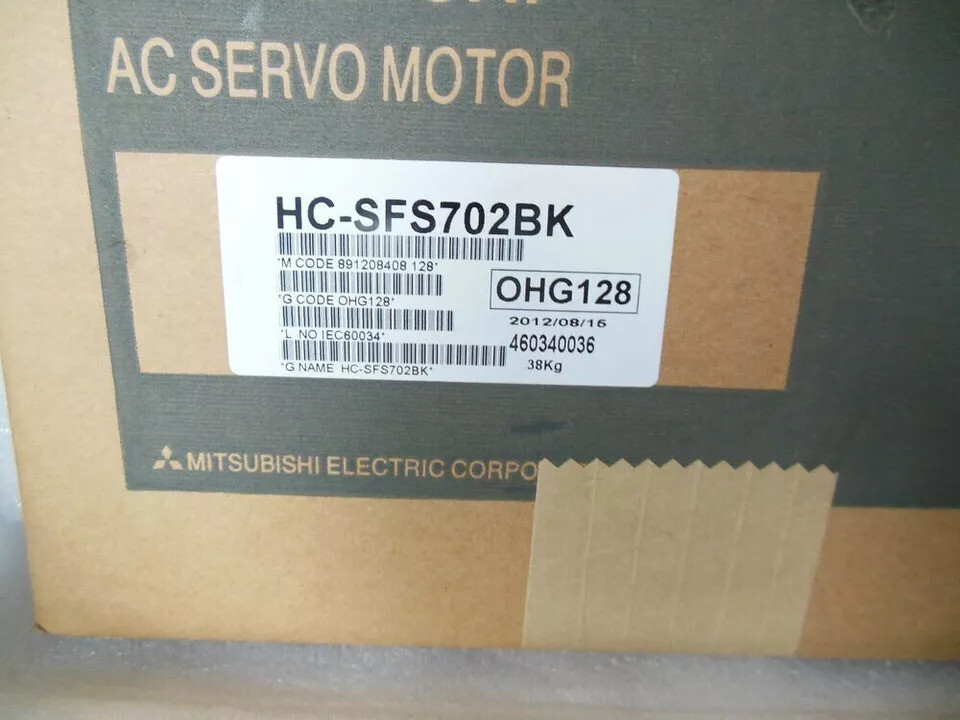 AC SERVO MOTOR
HC-SFS702BK
*M CODE 891208408 128*
*G CODE OHG128*
OHG128
2012/08/15
*L NO IEC60034*
460340036
*G NAME HC-SFS702BK*
38Kg
MITSUBISHI ELECTRIC CORPO